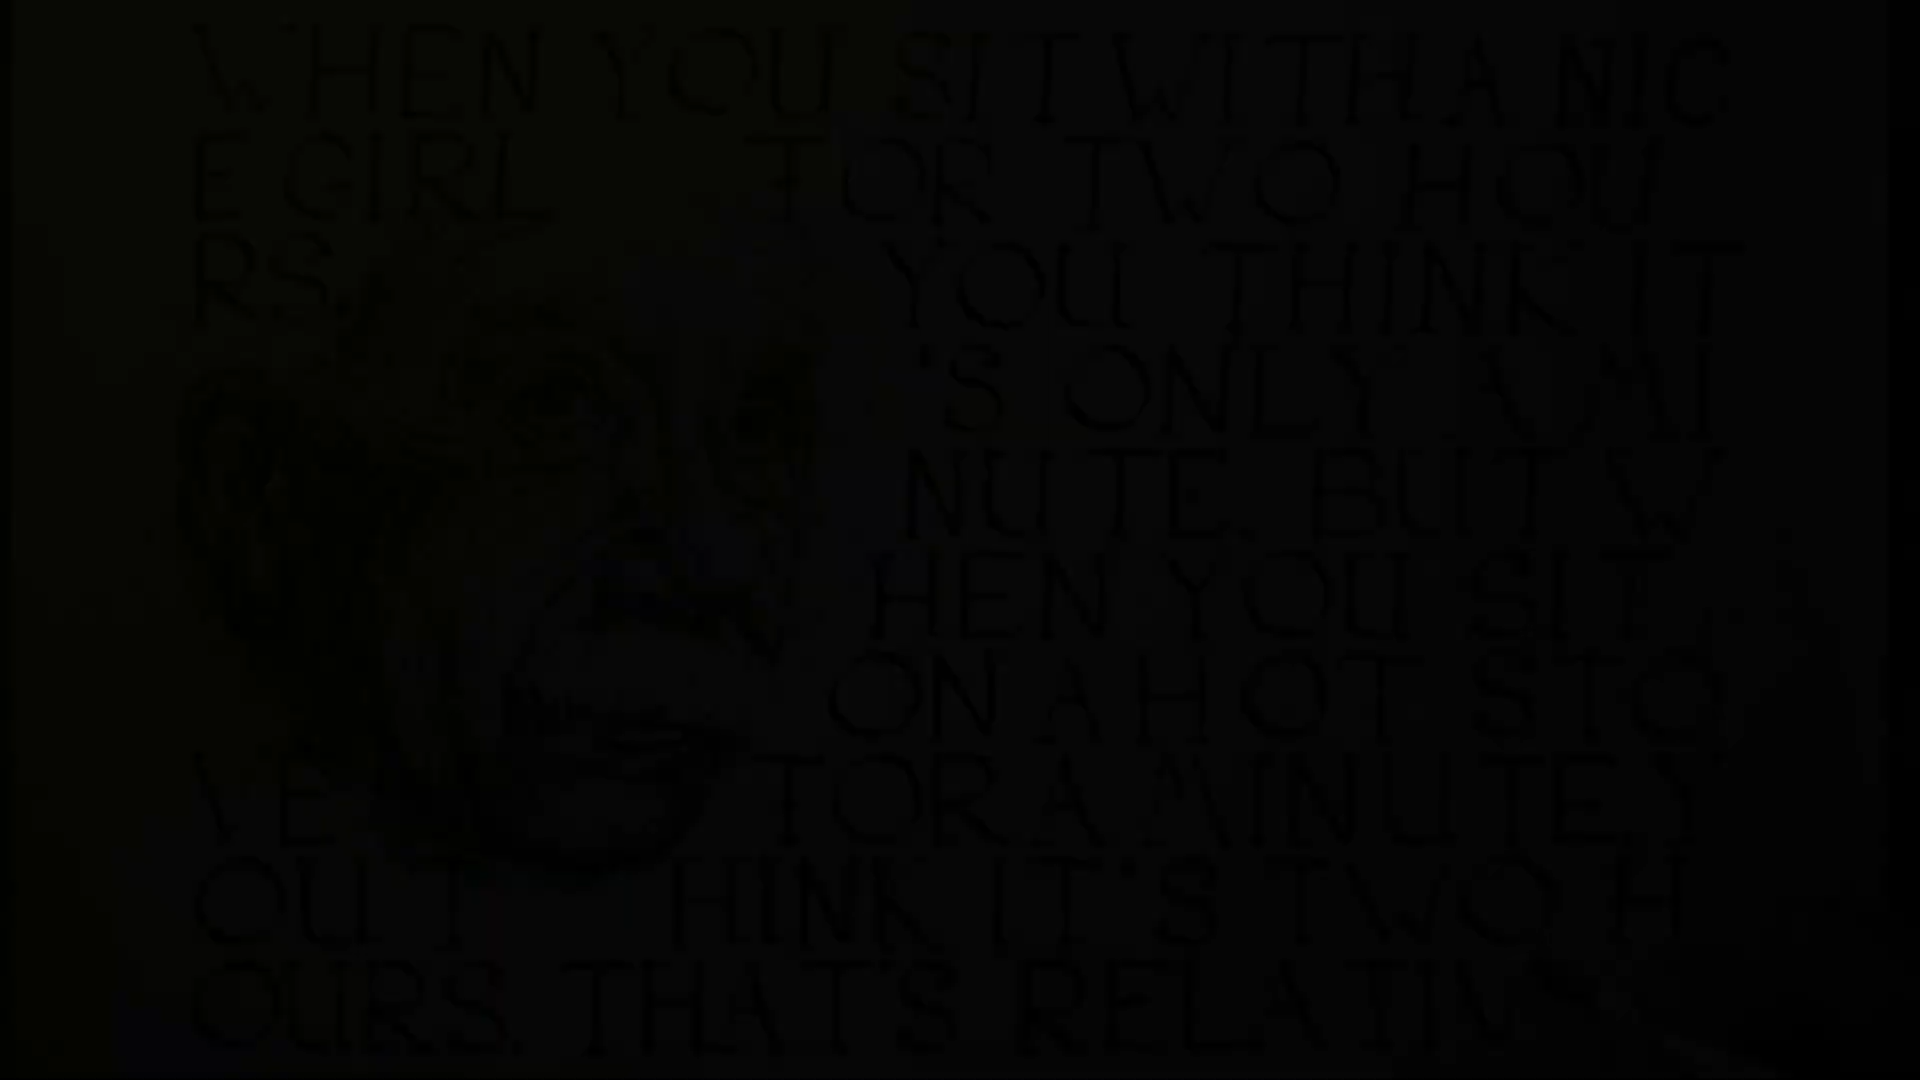 WHEN YOU SIT WITH A NIC
E GIRL FOR TWO HOU
RS. YOU THINK IT
'S ONLY A MI
NUTE. BUT W
HEN YOU SIT
ON A HOT STO
VE FOR A MINUTE Y
OU THINK IT'S TWO H
OURS. THAT'S RELATIV